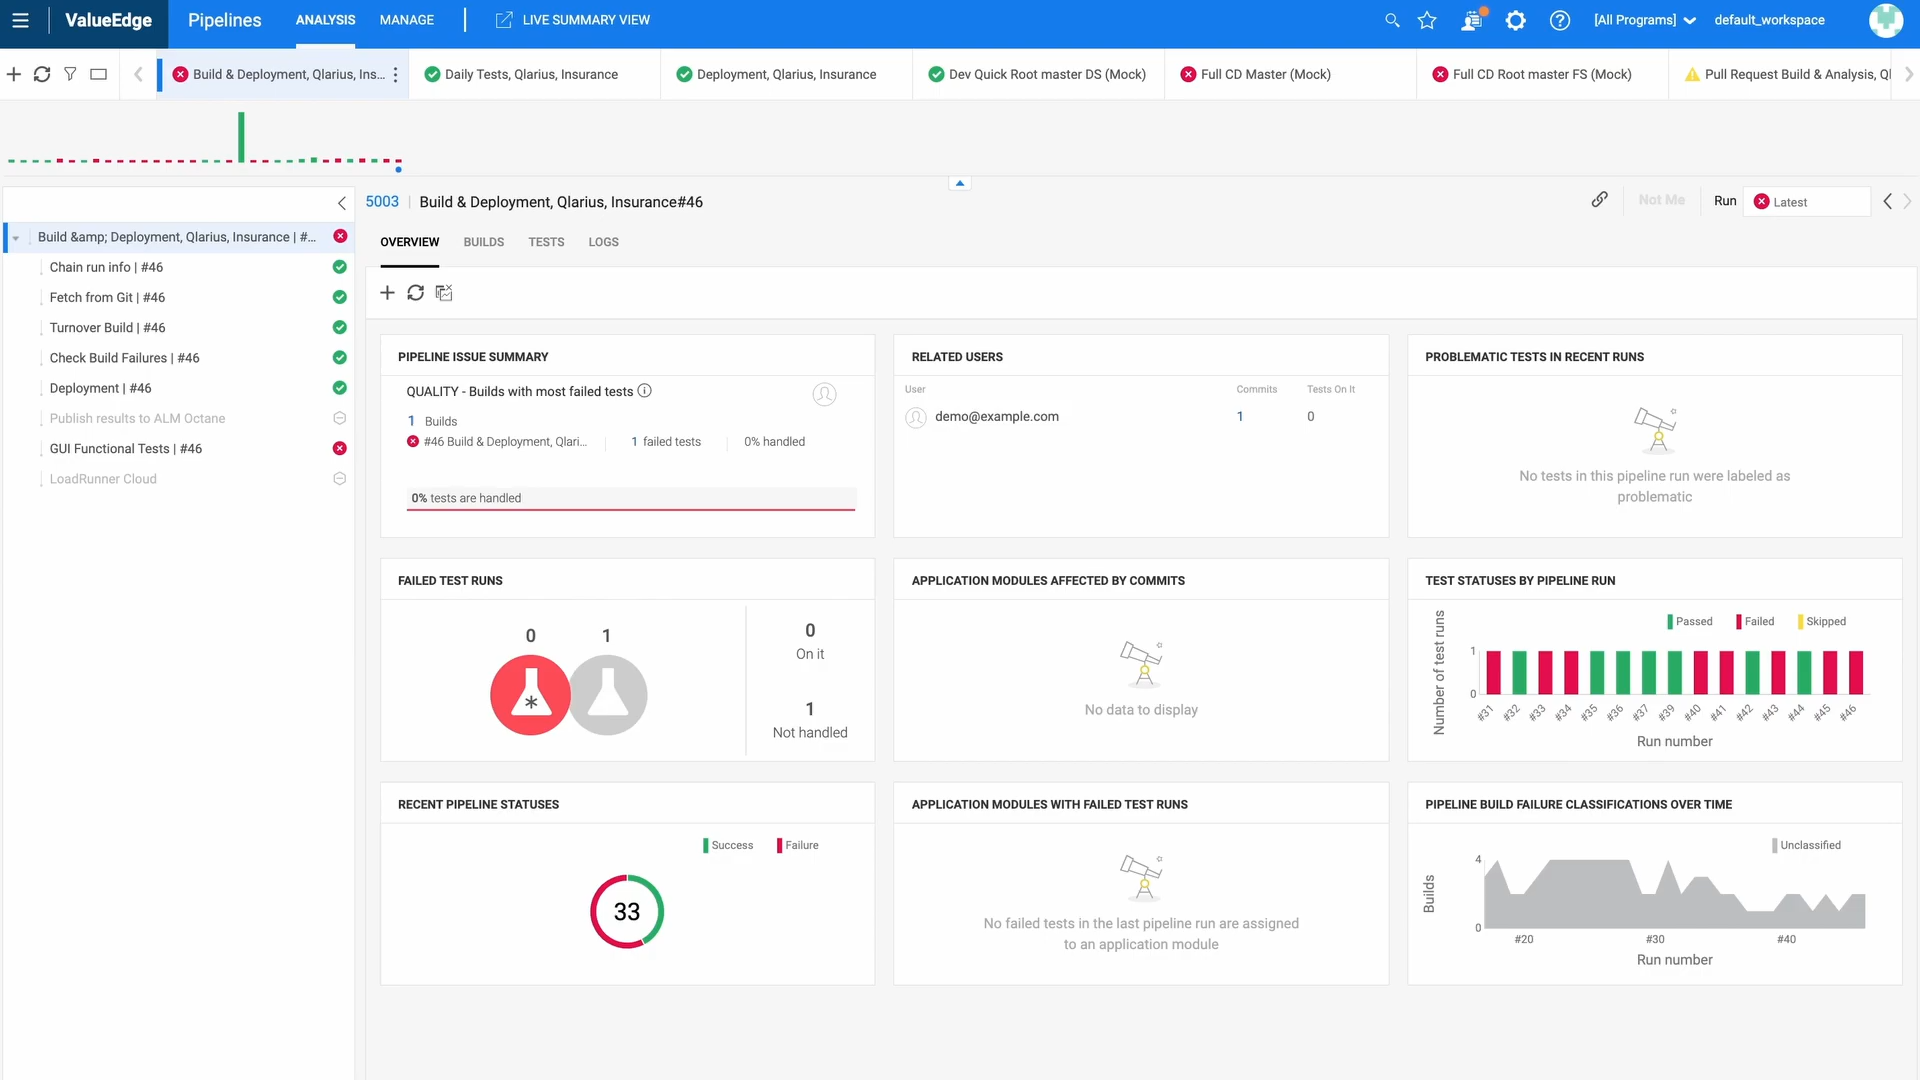 ValueEdge Pipelines ANALYSIS MANAGE LIVE SUMMARY VIEW [All Programs] default_workspace
Build & Deployment, Qlarius, Ins... Daily Tests, Qlarius, Insurance Deployment, Qlarius, Insurance Dev Quick Root master DS (Mock) Full CD Master (Mock) Full CD Root master FS (Mock) Pull Request Build & Analysis, Ql
5003 Build & Deployment, Qlarius, Insurance#46 Not Me Run Latest
OVERVIEW BUILDS TESTS LOGS
Build &amp; Deployment, Qlarius, Insurance | #...
Chain run info | #46
Fetch from Git | #46
Turnover Build | #46
Check Build Failures | #46
Deployment | #46
Publish results to ALM Octane
GUI Functional Tests | #46
LoadRunner Cloud
PIPELINE ISSUE SUMMARY
QUALITY - Builds with most failed tests
1 Builds
#46 Build & Deployment, Qlari... 1 failed tests 0% handled
0% tests are handled
RELATED USERS
User Commits Tests On It
demo@example.com 1 0
PROBLEMATIC TESTS IN RECENT RUNS
No tests in this pipeline run were labeled as
problematic
FAILED TEST RUNS
0 1
0
On it
1
Not handled
APPLICATION MODULES AFFECTED BY COMMITS
No data to display
TEST STATUSES BY PIPELINE RUN
Passed Failed Skipped
Number of test runs
1
0
#31 #32 #33 #34 #35 #36 #37 #39 #40 #41 #42 #43 #44 #45 #46
Run number
RECENT PIPELINE STATUSES
Success Failure
33
APPLICATION MODULES WITH FAILED TEST RUNS
No failed tests in the last pipeline run are assigned
to an application module
PIPELINE BUILD FAILURE CLASSIFICATIONS OVER TIME
Unclassified
Builds
4
0
#20 #30 #40
Run number